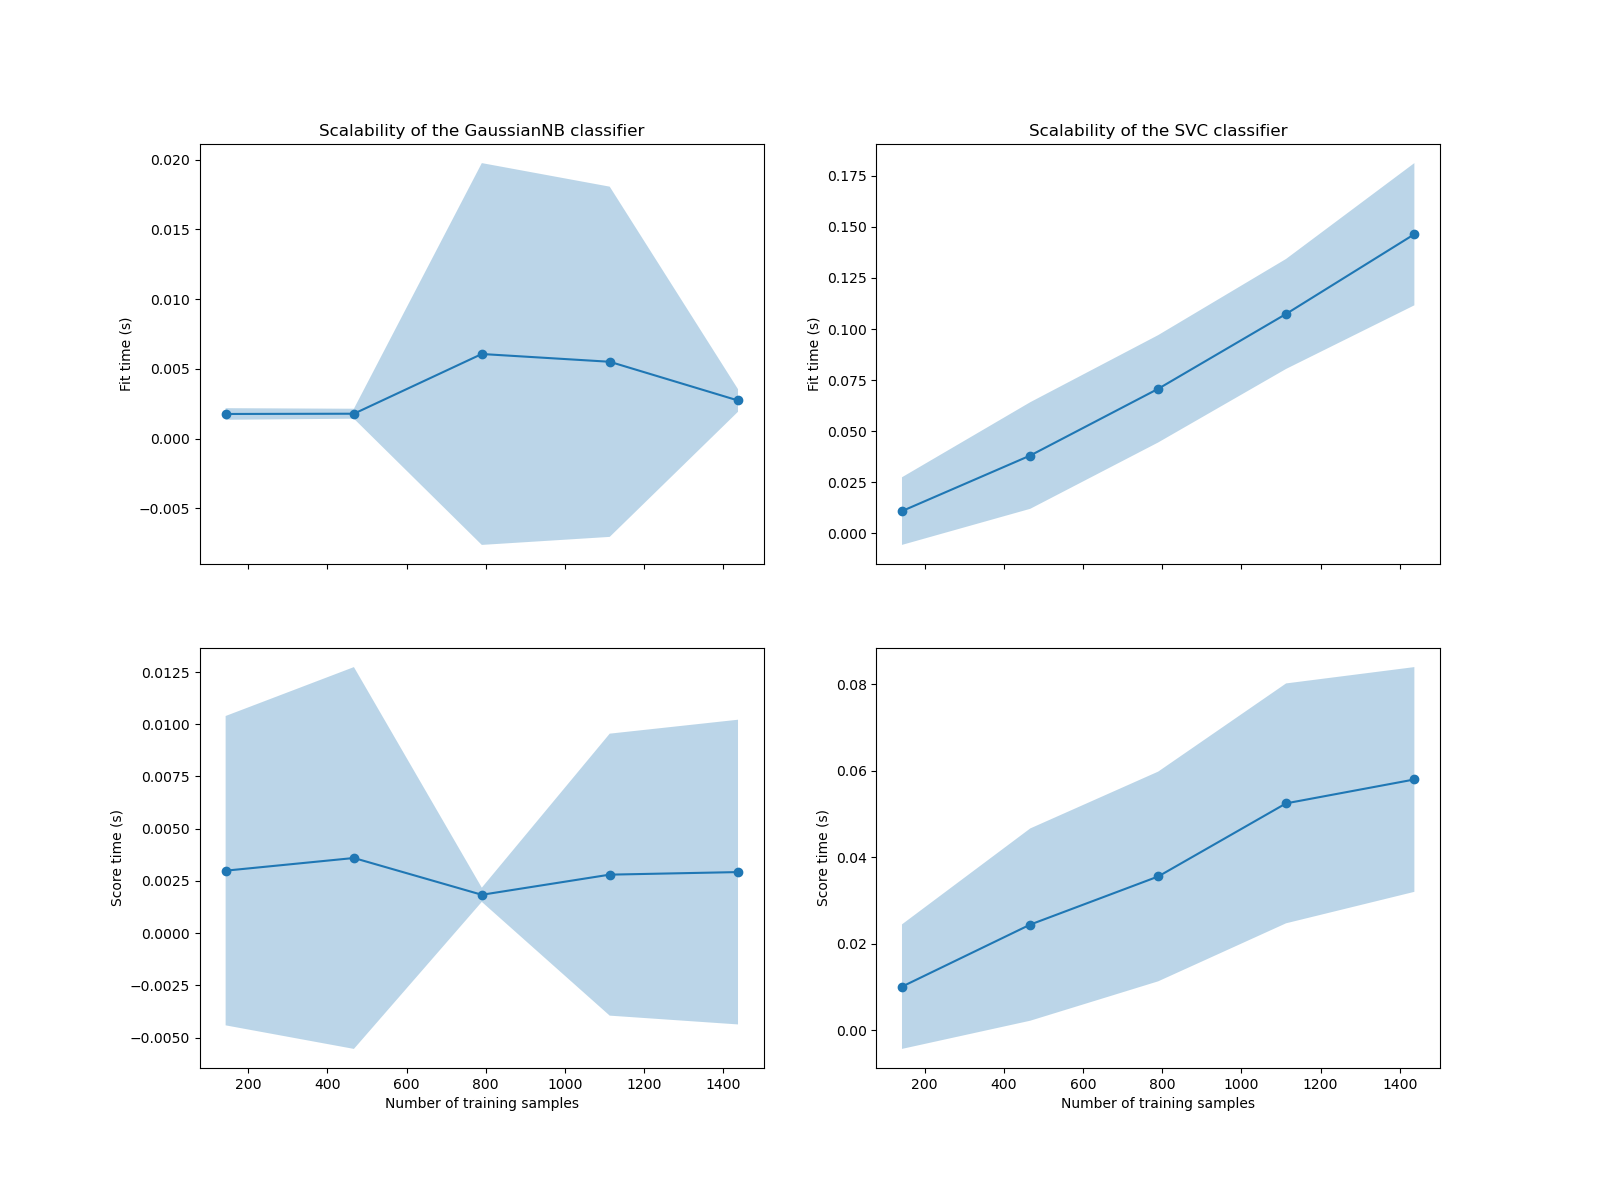 Scalability of the GaussianNB classifier
0.020
0.015
0.010
0.005
0.000
−0.005
Fit time (s)
Scalability of the SVC classifier
0.175
0.150
0.125
0.100
0.075
0.050
0.025
0.000
Fit time (s)
0.0125
0.0100
0.0075
0.0050
0.0025
0.0000
−0.0025
−0.0050
Score time (s)
200 400 600 800 1000 1200 1400
Number of training samples
0.08
0.06
0.04
0.02
0.00
Score time (s)
200 400 600 800 1000 1200 1400
Number of training samples